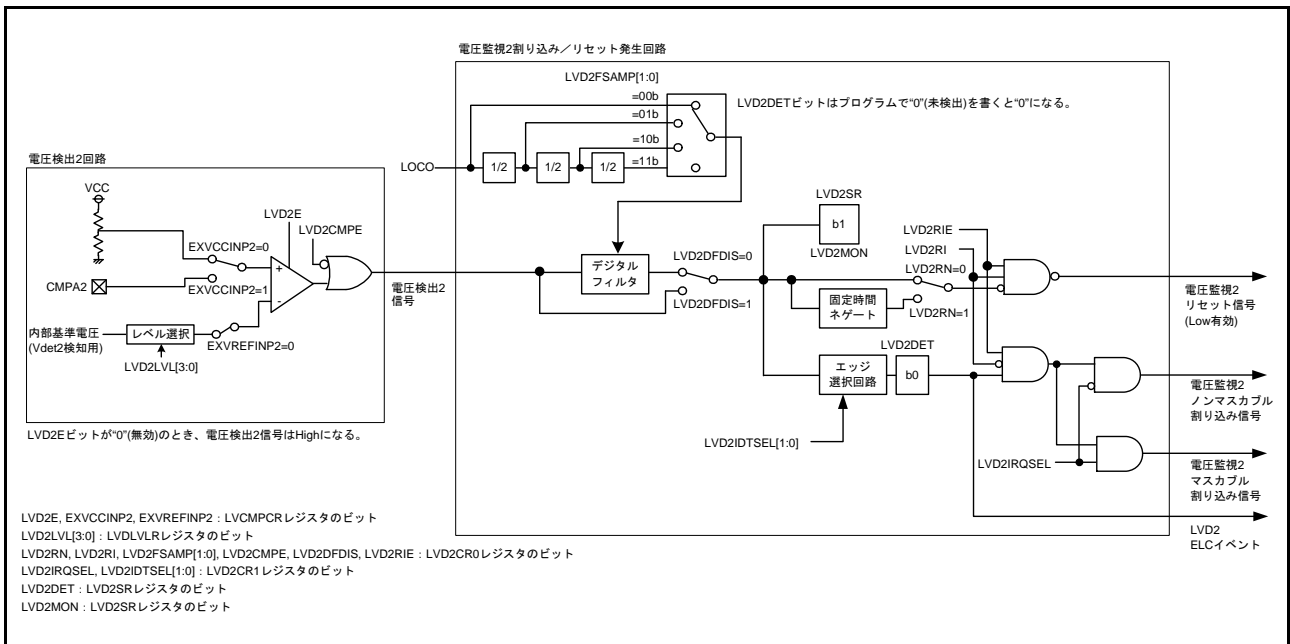 電圧監視2割り込み／リセット発生回路
LVD2FSAMP[1:0]
=00b
=01b
=10b
=11b
LVD2DETビットはプログラムで“0”(未検出)を書くと“0”になる。
LOCO
1/2
1/2
1/2
電圧検出2回路
VCC
LVD2E
LVD2CMPE
EXVCCINP2=0
CMPA2
EXVCCINP2=1
+
-
内部基準電圧
(Vdet2検知用)
レベル選択
EXVREFINP2=0
LVD2LVL[3:0]
LVD2Eビットが“0”(無効)のとき、電圧検出2信号はHighになる。
電圧検出2
信号
デジタル
フィルタ
LVD2DFDIS=0
LVD2DFDIS=1
LVD2SR
b1
LVD2MON
LVD2RIE
LVD2RI
LVD2RN=0
固定時間
ネゲート
LVD2RN=1
LVD2DET
エッジ
選択回路
b0
LVD2IDTSEL[1:0]
LVD2IRQSEL
電圧監視2
リセット信号
(Low有効)
電圧監視2
ノンマスカブル
割り込み信号
電圧監視2
マスカブル
割り込み信号
LVD2
ELCイベント
LVD2E, EXVCCINP2, EXVREFINP2 : LVCMPCRレジスタのビット
LVD2LVL[3:0] : LVDLVLRレジスタのビット
LVD2RN, LVD2RI, LVD2FSAMP[1:0], LVD2CMPE, LVD2DFDIS, LVD2RIE : LVD2CR0レジスタのビット
LVD2IRQSEL, LVD2IDTSEL[1:0] : LVD2CR1レジスタのビット
LVD2DET : LVD2SRレジスタのビット
LVD2MON : LVD2SRレジスタのビット